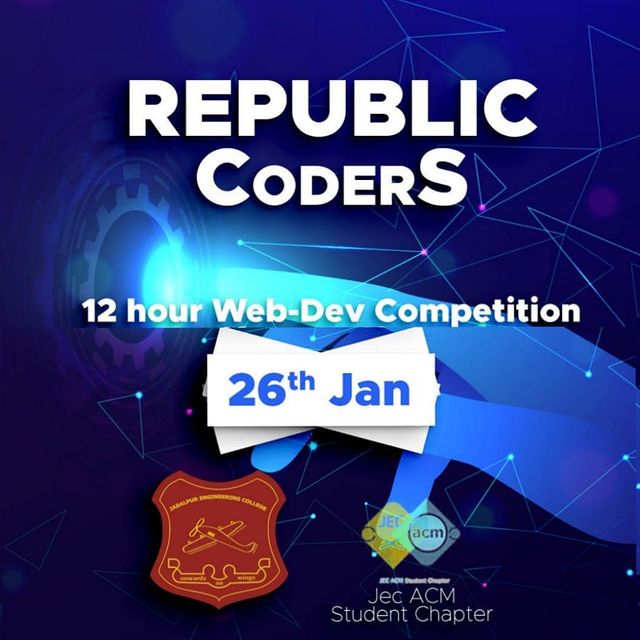 REPUBLIC
CODERS
12 hour Web-Dev Competition
26th Jan
JABALPUR ENGINEERING COLLEGE
onwards on wings
JEC acm
JEC ACM Student Chapter
Jec ACM
Student Chapter